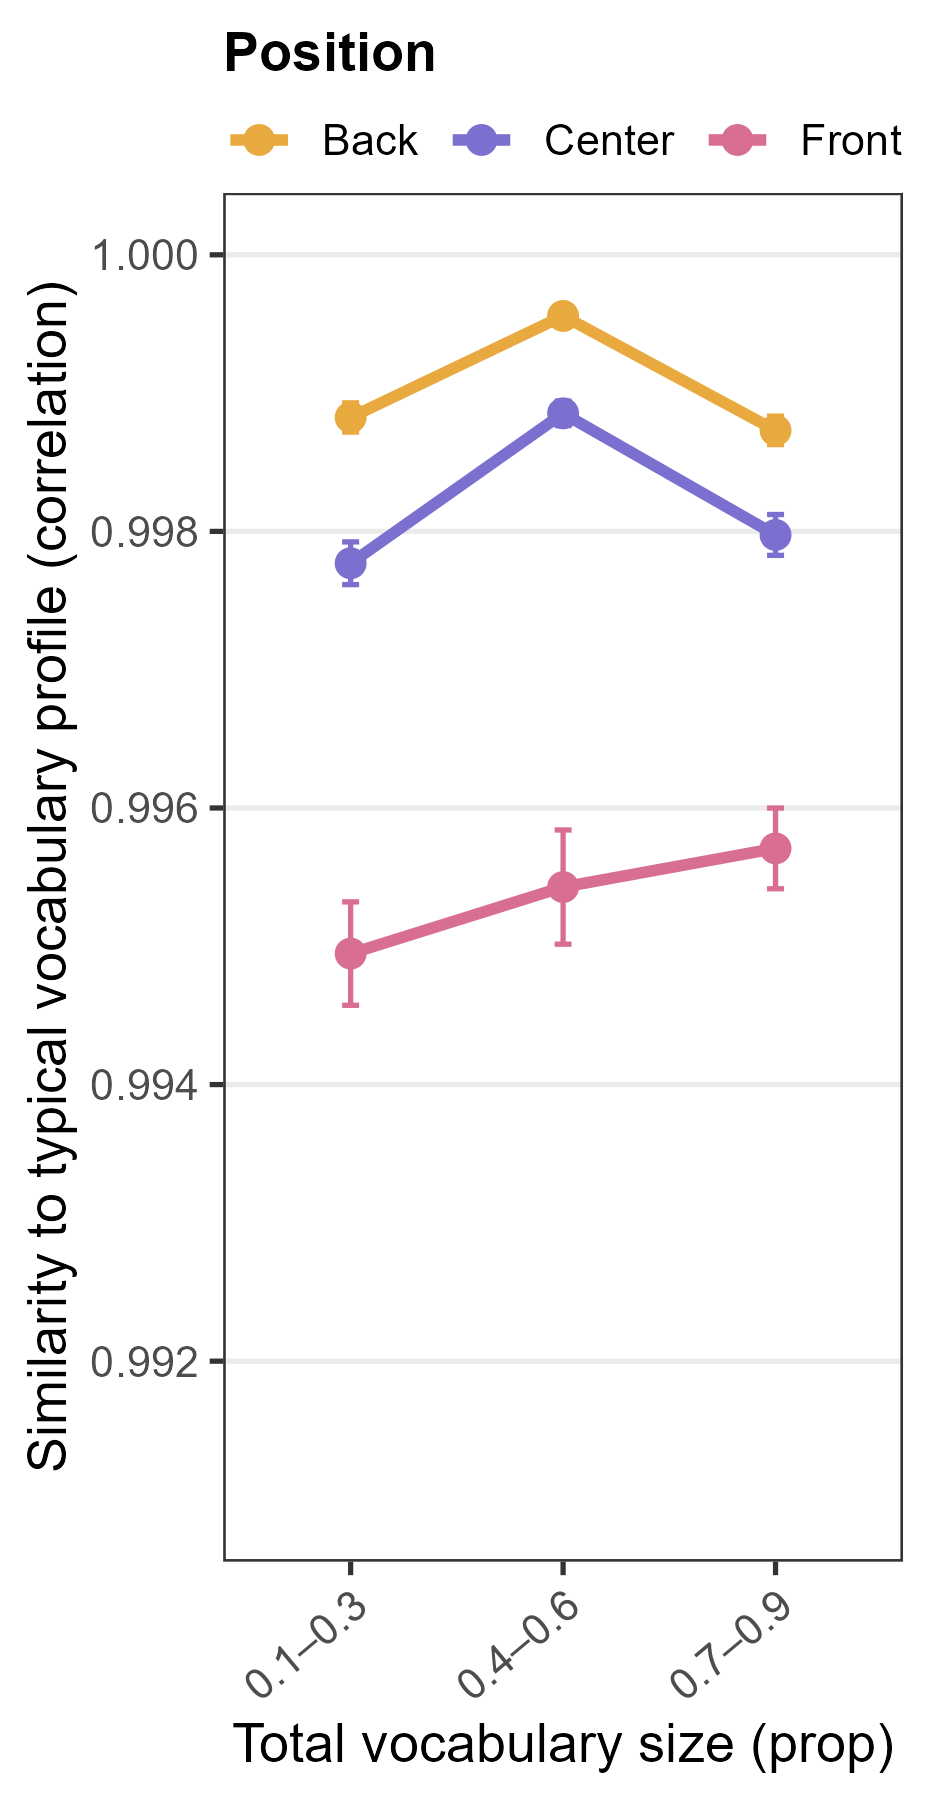 Position
Back Center Front
Similarity to typical vocabulary profile (correlation)
1.000
0.998
0.996
0.994
0.992
0.1–0.3 0.4–0.6 0.7–0.9
Total vocabulary size (prop)